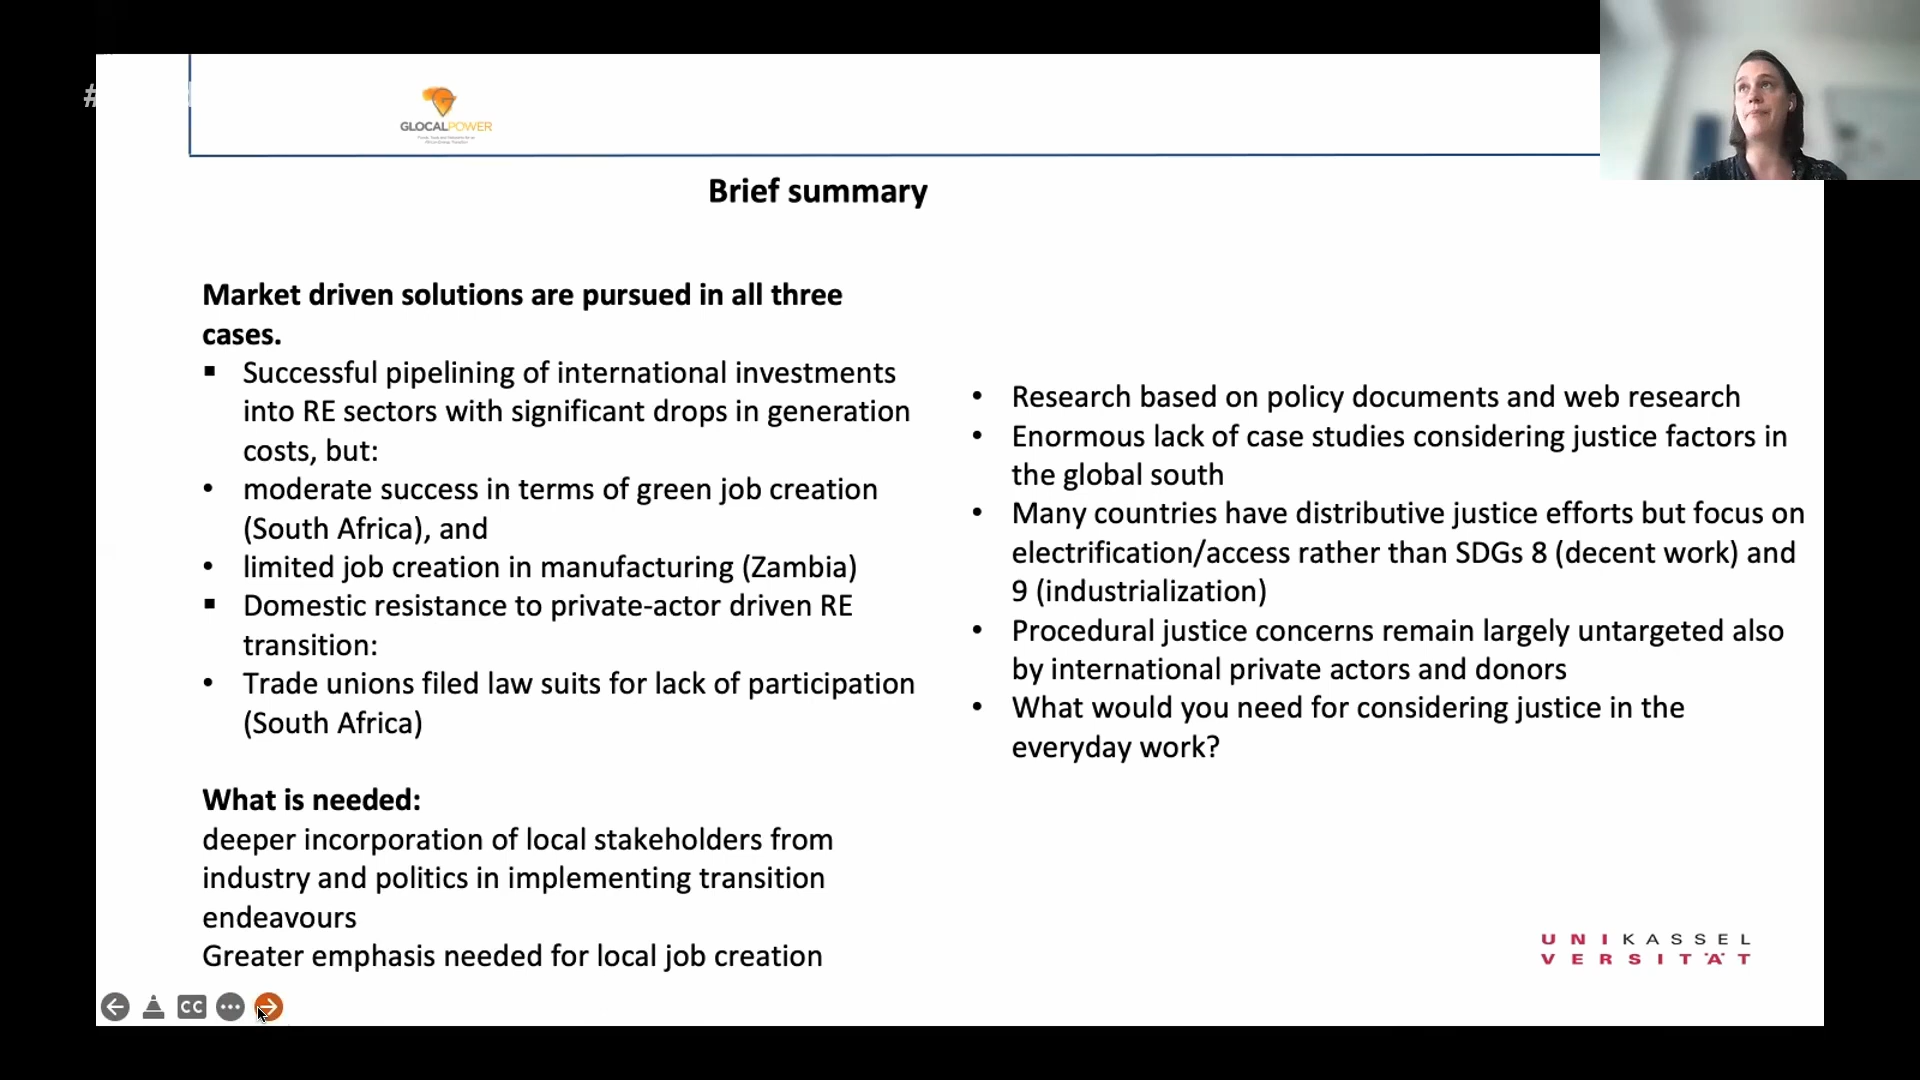 #
GLOCALPOWER
Brief summary
Market driven solutions are pursued in all three
cases.
▪ Successful pipelining of international investments
into RE sectors with significant drops in generation
costs, but:
• moderate success in terms of green job creation
(South Africa), and
• limited job creation in manufacturing (Zambia)
▪ Domestic resistance to private-actor driven RE
transition:
• Trade unions filed law suits for lack of participation
(South Africa)
What is needed:
deeper incorporation of local stakeholders from
industry and politics in implementing transition
endeavours
Greater emphasis needed for local job creation
• Research based on policy documents and web research
• Enormous lack of case studies considering justice factors in
the global south
• Many countries have distributive justice efforts but focus on
electrification/access rather than SDGs 8 (decent work) and
9 (industrialization)
• Procedural justice concerns remain largely untargeted also
by international private actors and donors
• What would you need for considering justice in the
everyday work?
UNIKASSEL
VERSITÄT
CC